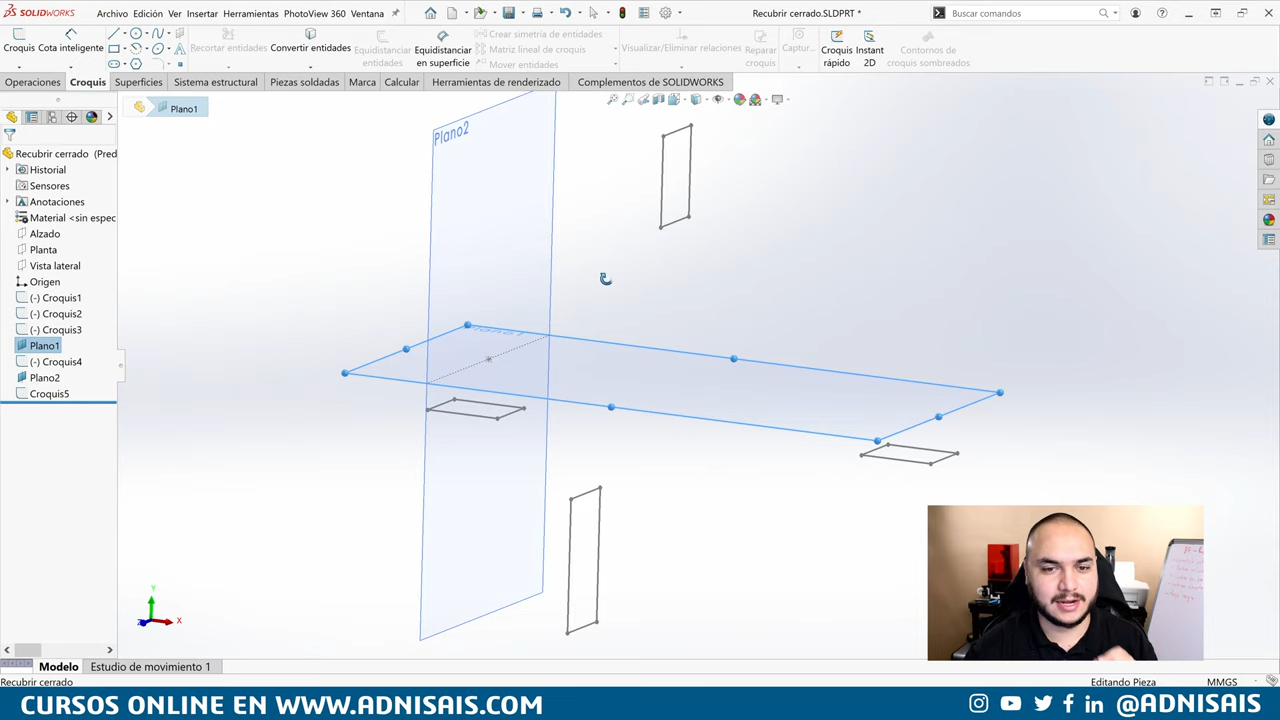 SOLIDWORKS
Archivo Edición Ver Insertar Herramientas PhotoView 360 Ventana
Recubrir cerrado.SLDPRT *
Buscar comandos
Croquis
Cota inteligente
Recortar entidades
Convertir entidades
Equidistanciar entidades
Equidistanciar en superficie
Crear simetría de entidades
Matriz lineal de croquis
Mover entidades
Visualizar/Eliminar relaciones
Reparar croquis
Captur...
Croquis rápido
Instant 2D
Contornos de croquis sombreados
Operaciones Croquis Superficies Sistema estructural Piezas soldadas Marca Calcular Herramientas de renderizado Complementos de SOLIDWORKS
Plano1
Recubrir cerrado (Pred
Historial
Sensores
Anotaciones
Material <sin espec
Alzado
Planta
Vista lateral
Origen
(-) Croquis1
(-) Croquis2
(-) Croquis3
Plano1
(-) Croquis4
Plano2
Croquis5
Plano2
Y
X
Z
Modelo Estudio de movimiento 1
Recubrir cerrado
Editando Pieza
MMGS
CURSOS ONLINE EN WWW.ADNISAIS.COM
@ADNISAIS